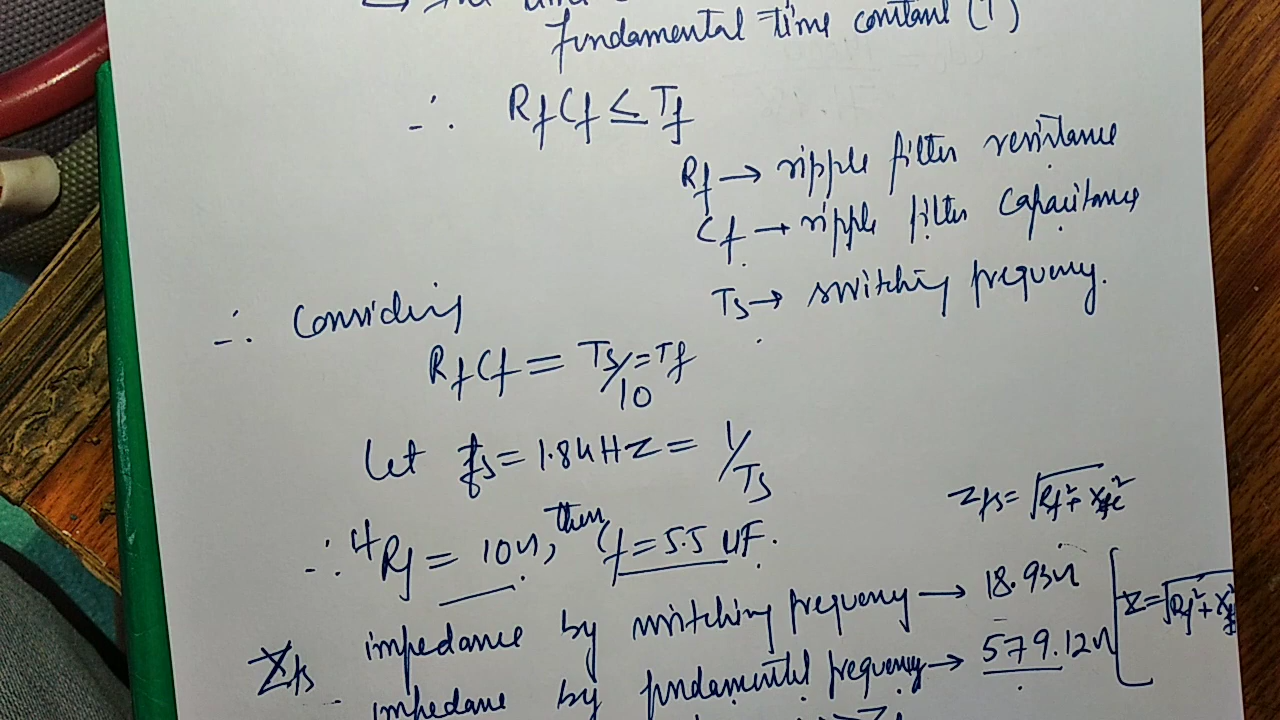 fundamental time constant (T)
∴ RfCf ≤ Tf
Rf → ripple filter resistance
Cf → ripple filter capacitance
Ts → switching frequency.
∴ Considering
RfCf = Ts/10 = Tf
Let fs = 1.8kHz = 1/Ts
Zfs = √Rf² + Xfc²
∴ If Rf = 10Ω, then Cf = 5.5 uF.
Zfs impedance by switching frequency → 18.93Ω
Z = √Rf² + Xf
impedance by fundamental frequency → 579.12Ω